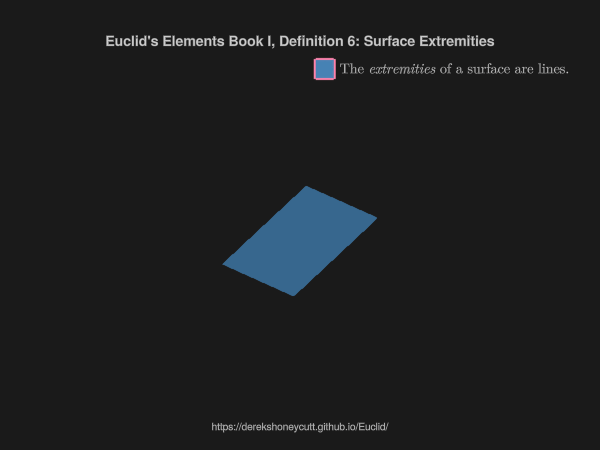 Euclid's Elements Book I, Definition 6: Surface Extremities
The extremities of a surface are lines.
https://derekshoneycutt.github.io/Euclid/